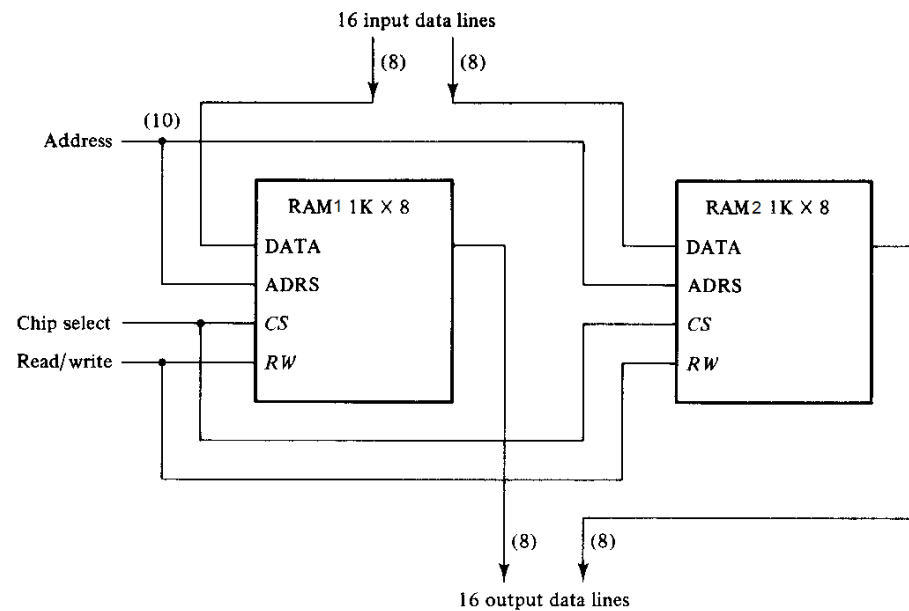 16 input data lines
(8) (8)
(10)
Address
RAM1 1K × 8 RAM2 1K × 8
DATA DATA
ADRS ADRS
Chip select CS CS
Read/write RW RW
(8) (8)
16 output data lines